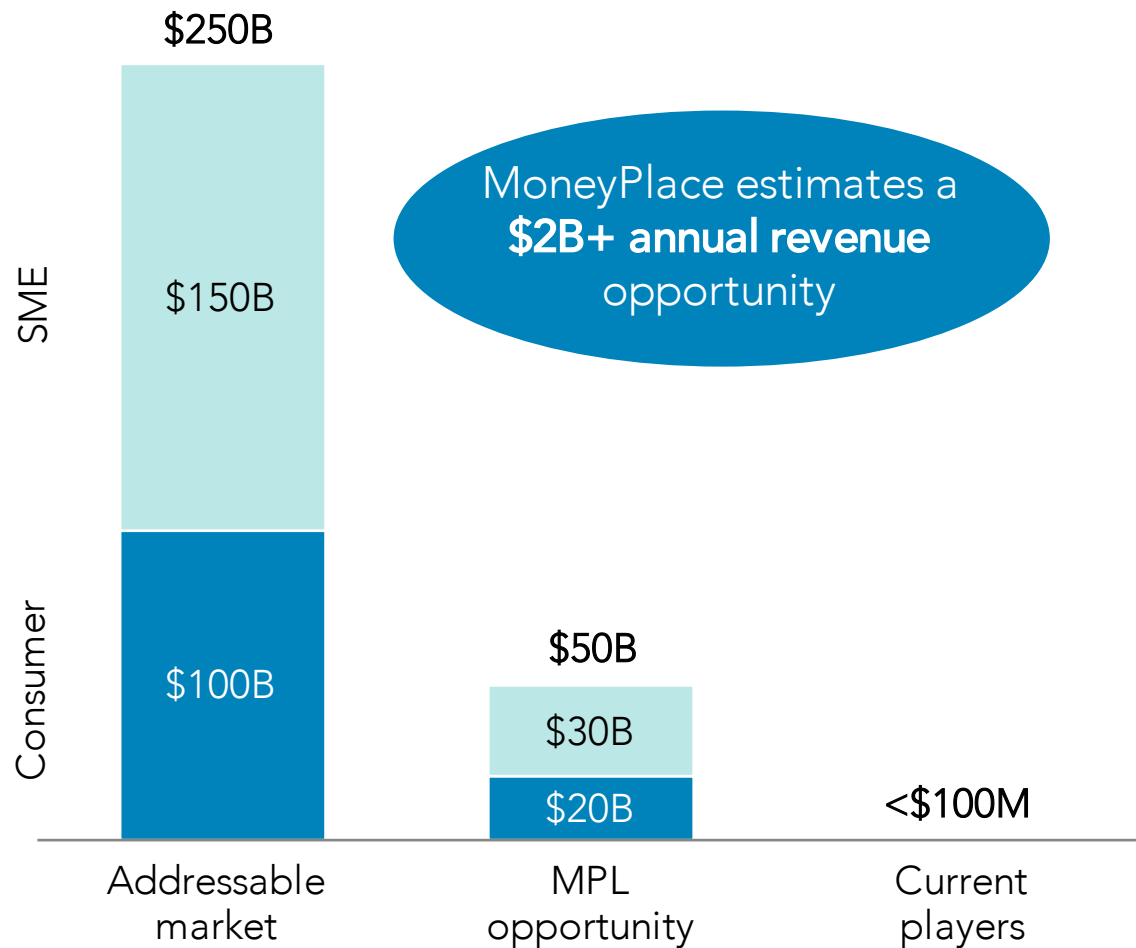 $250B
MoneyPlace estimates a
$2B+ annual revenue
opportunity
SME
$150B
Consumer
$100B
$50B
$30B
$20B
<$100M
Addressable
market
MPL
opportunity
Current
players